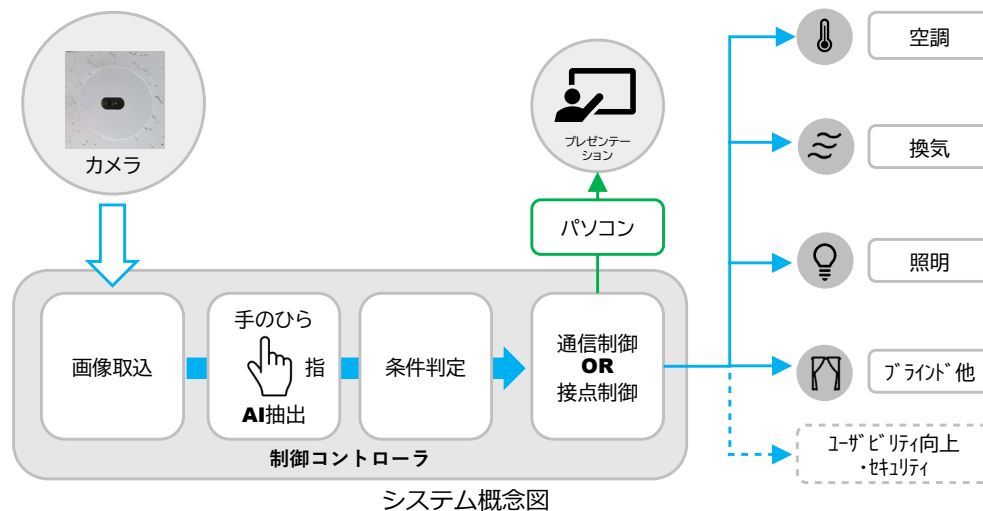 カメラ
プレゼンテー
ション
パソコン
空調
換気
照明
ﾌﾞﾗｲﾝﾄﾞ他
ﾕｰｻﾞﾋﾞﾘﾃｨ向上
・ｾｷｭﾘﾃｨ
画像取込
手のひら
指
AI抽出
条件判定
通信制御
OR
接点制御
制御コントローラ
システム概念図